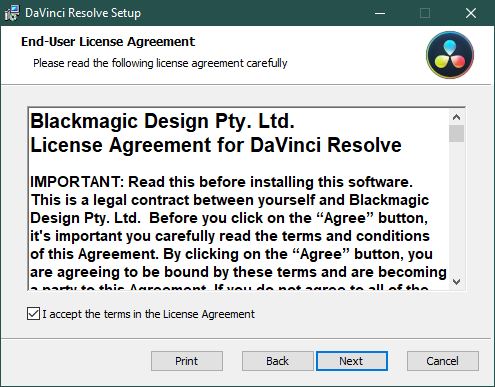 DaVinci Resolve Setup
End-User License Agreement
Please read the following license agreement carefully
Blackmagic Design Pty. Ltd.
License Agreement for DaVinci Resolve
IMPORTANT: Read this before installing this software.
This is a legal contract between yourself and Blackmagic
Design Pty. Ltd.  Before you click on the “Agree” button,
it's important you carefully read the terms and conditions
of this Agreement. By clicking on the “Agree” button, you
are agreeing to be bound by these terms and are becoming
a party to this Agreement. If you do not agree to all of the
I accept the terms in the License Agreement
Print Back Next Cancel